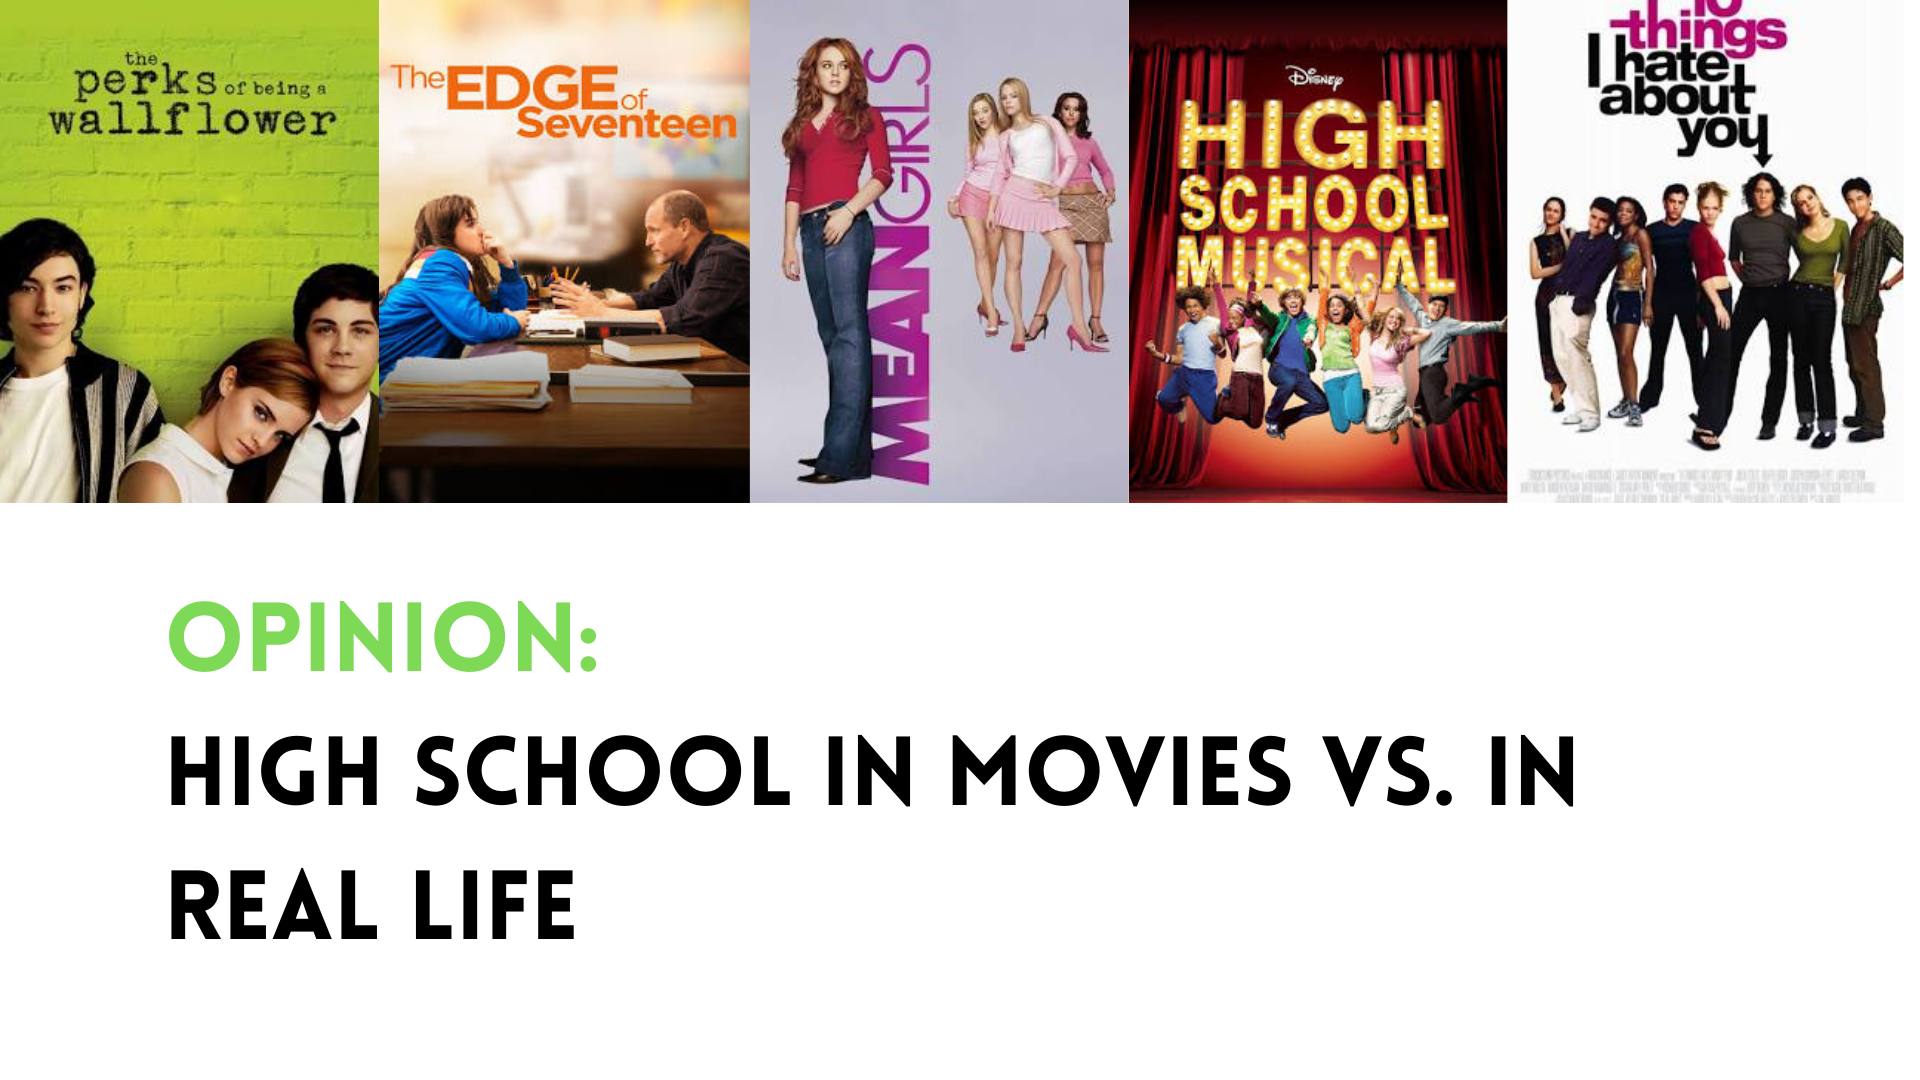 the
perks of being a
wallflower
The EDGE of
Seventeen
MEAN GIRLS
Disney
HIGH
SCHOOL
MUSICAL
10
things
I hate
about
you
OPINION:
HIGH SCHOOL IN MOVIES VS. IN
REAL LIFE